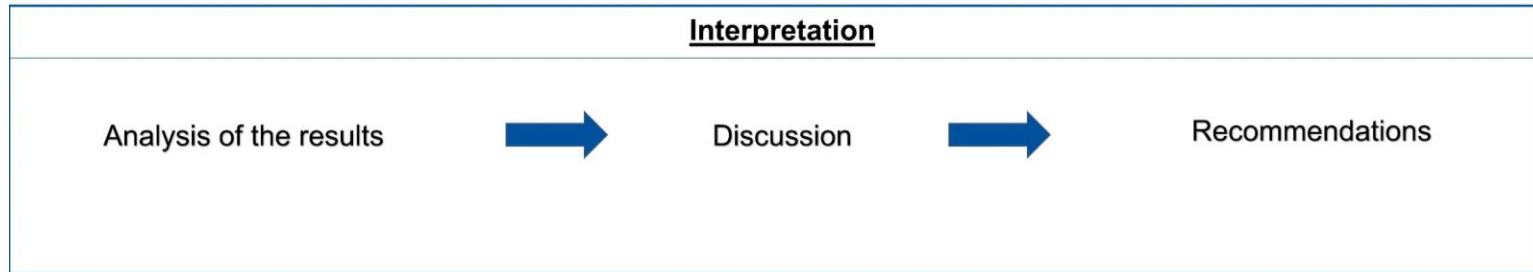 Interpretation
Analysis of the results
Discussion
Recommendations